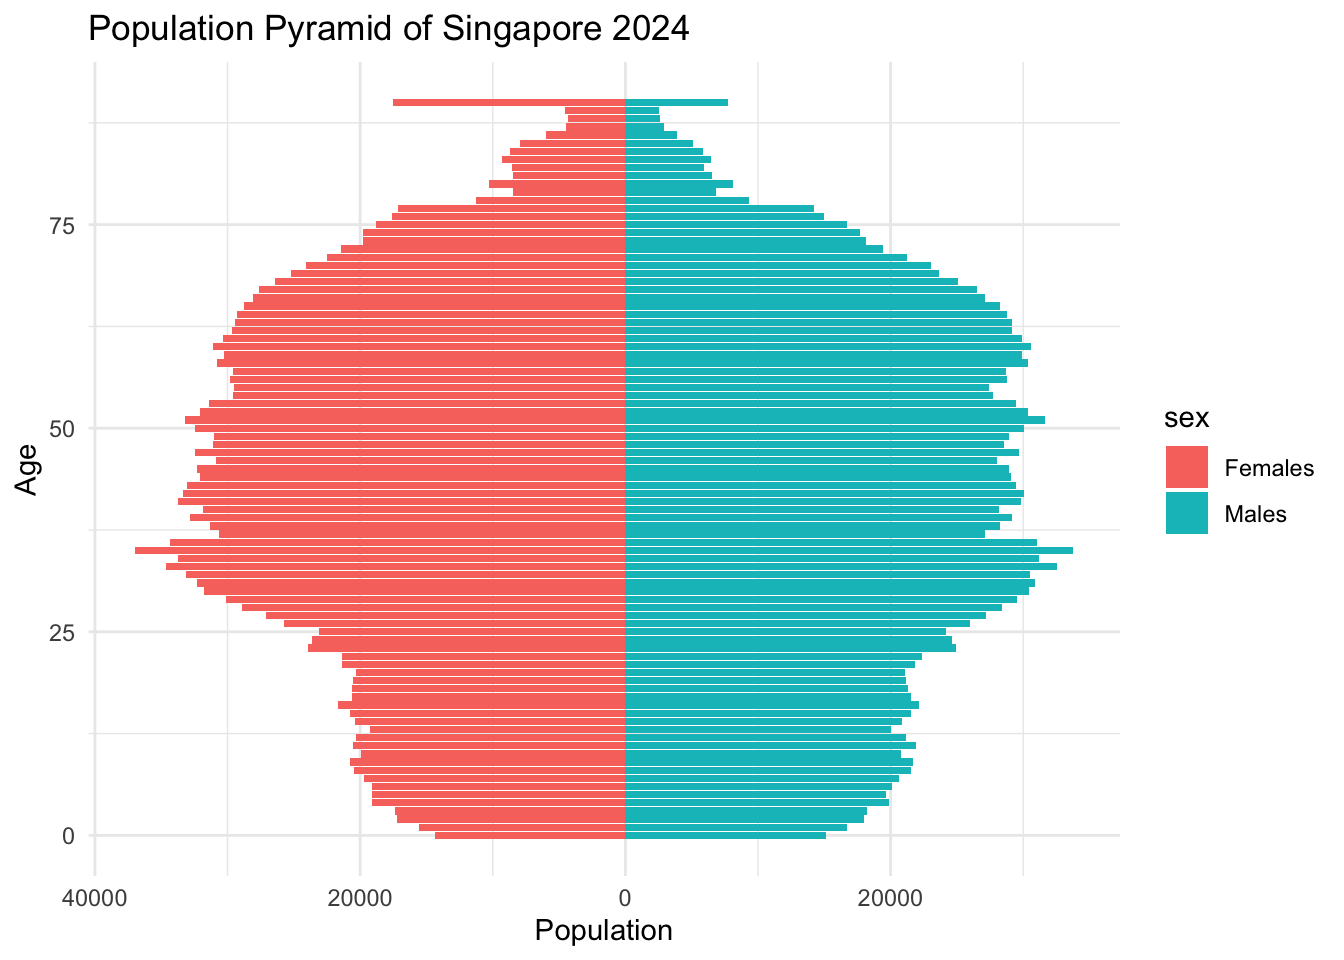 Population Pyramid of Singapore 2024
75
50
25
0
Age
40000 20000 0 20000
Population
sex
Females
Males